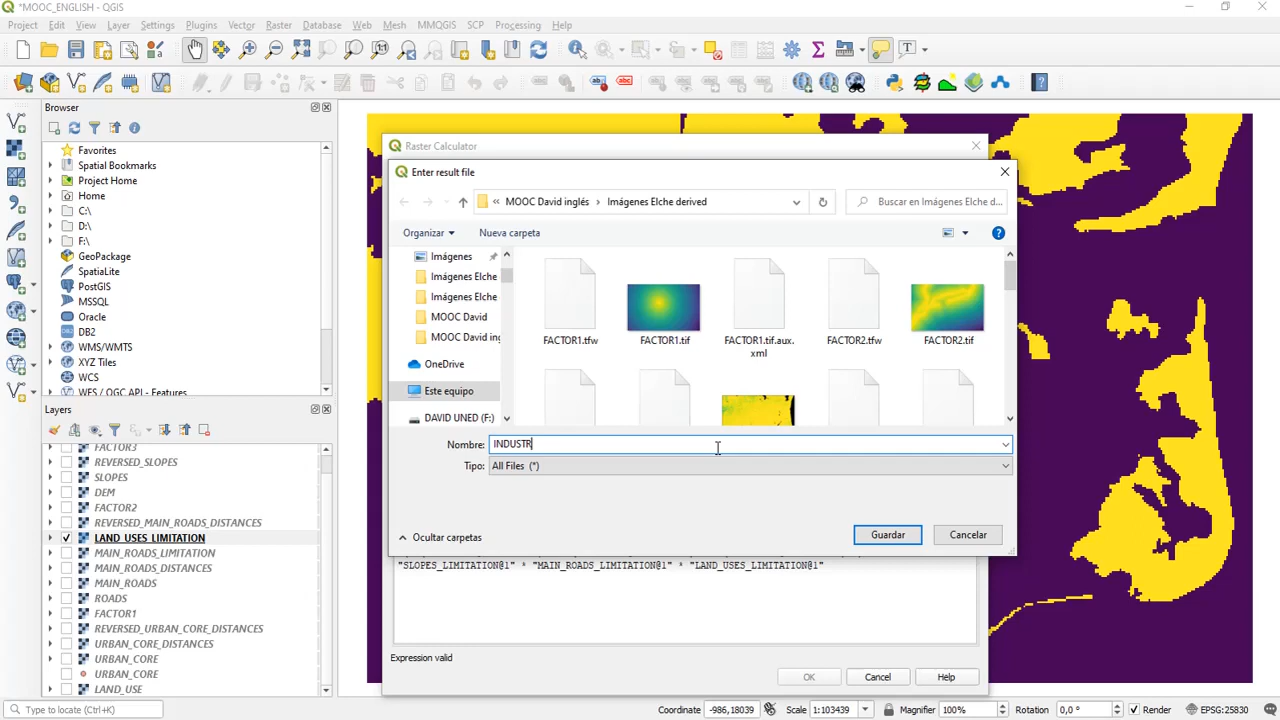 *MOOC_ENGLISH - QGIS
Project Edit View Layer Settings Plugins Vector Raster Database Web Mesh MMQGIS SCP Processing Help
Browser
Favorites
Spatial Bookmarks
Project Home
Home
C:\
D:\
F:\
GeoPackage
SpatiaLite
PostGIS
MSSQL
Oracle
DB2
WMS/WMTS
XYZ Tiles
WCS
WFS / OGC API - Features
Layers
FACTOR3
REVERSED_SLOPES
SLOPES
DEM
FACTOR2
REVERSED_MAIN_ROADS_DISTANCES
LAND_USES_LIMITATION
MAIN_ROADS_LIMITATION
MAIN_ROADS_DISTANCES
MAIN_ROADS
ROADS
FACTOR1
REVERSED_URBAN_CORE_DISTANCES
URBAN_CORE_DISTANCES
URBAN_CORE
URBAN_CORE
LAND_USE
Raster Calculator
Enter result file
« MOOC David inglés > Imágenes Elche derived
Buscar en Imágenes Elche d...
Organizar
Nueva carpeta
Imágenes
Imágenes Elche
Imágenes Elche
MOOC David
MOOC David ing
OneDrive
Este equipo
DAVID UNED (F:)
FACTOR1.tfw
FACTOR1.tif
FACTOR1.tif.aux.
xml
FACTOR2.tfw
FACTOR2.tif
Nombre: INDUSTR
Tipo: All Files (*)
Ocultar carpetas
Guardar
Cancelar
"SLOPES_LIMITATION@1" * "MAIN_ROADS_LIMITATION@1" * "LAND_USES_LIMITATION@1"
Expression valid
OK
Cancel
Help
Type to locate (Ctrl+K)
Coordinate -986,18039
Scale 1:103439
Magnifier 100%
Rotation 0,0 °
Render
EPSG:25830